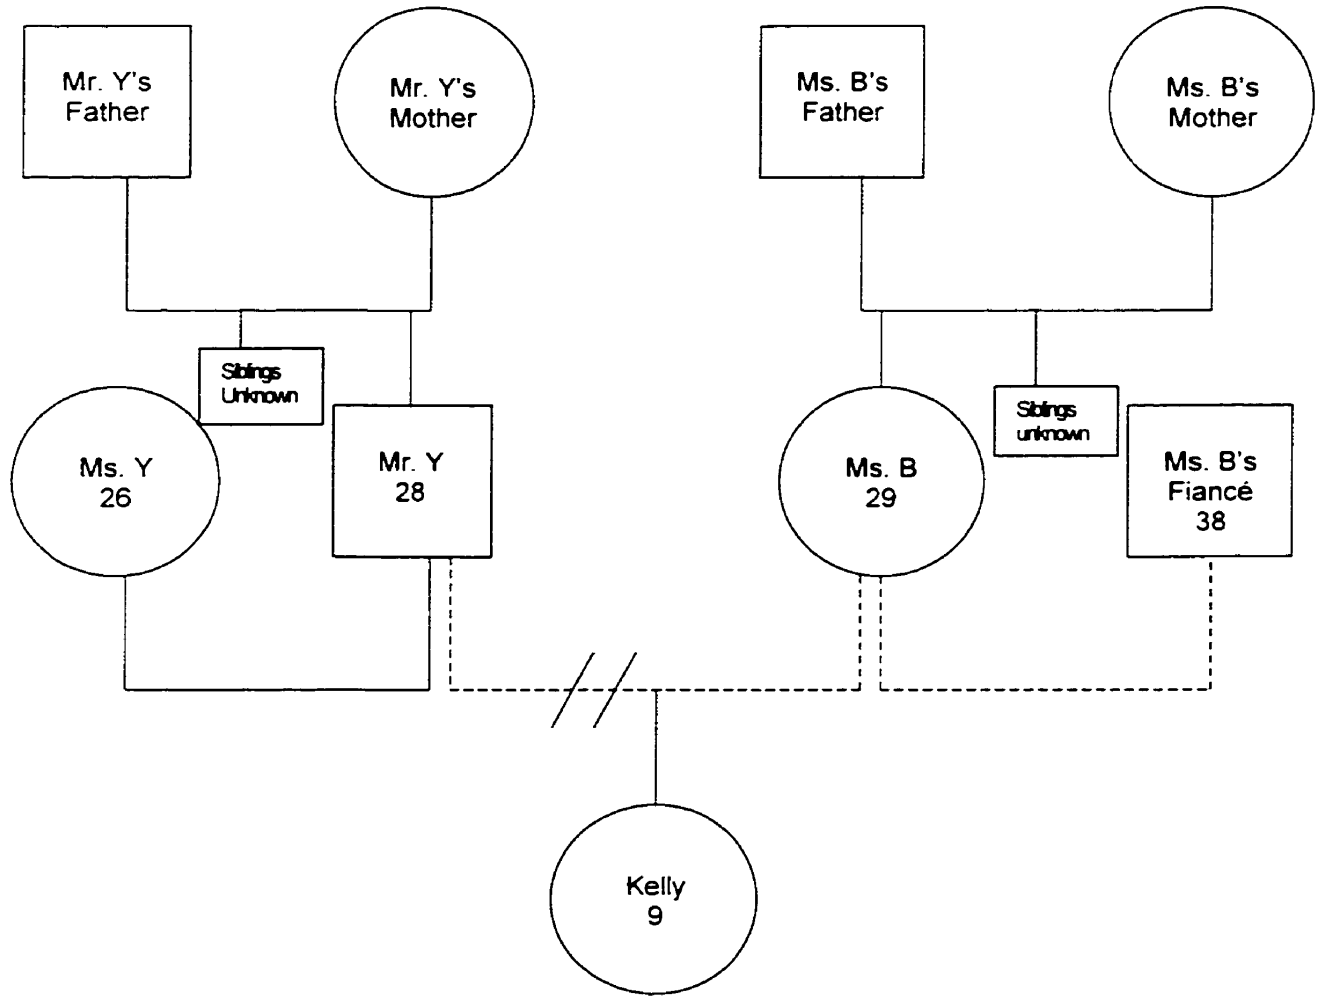 Mr. Y's
Father
Mr. Y's
Mother
Ms. B's
Father
Ms. B's
Mother
Siblings
Unknown
Siblings
unknown
Ms. Y
26
Mr. Y
28
Ms. B
29
Ms. B's
Fiancé
38
Kelly
9